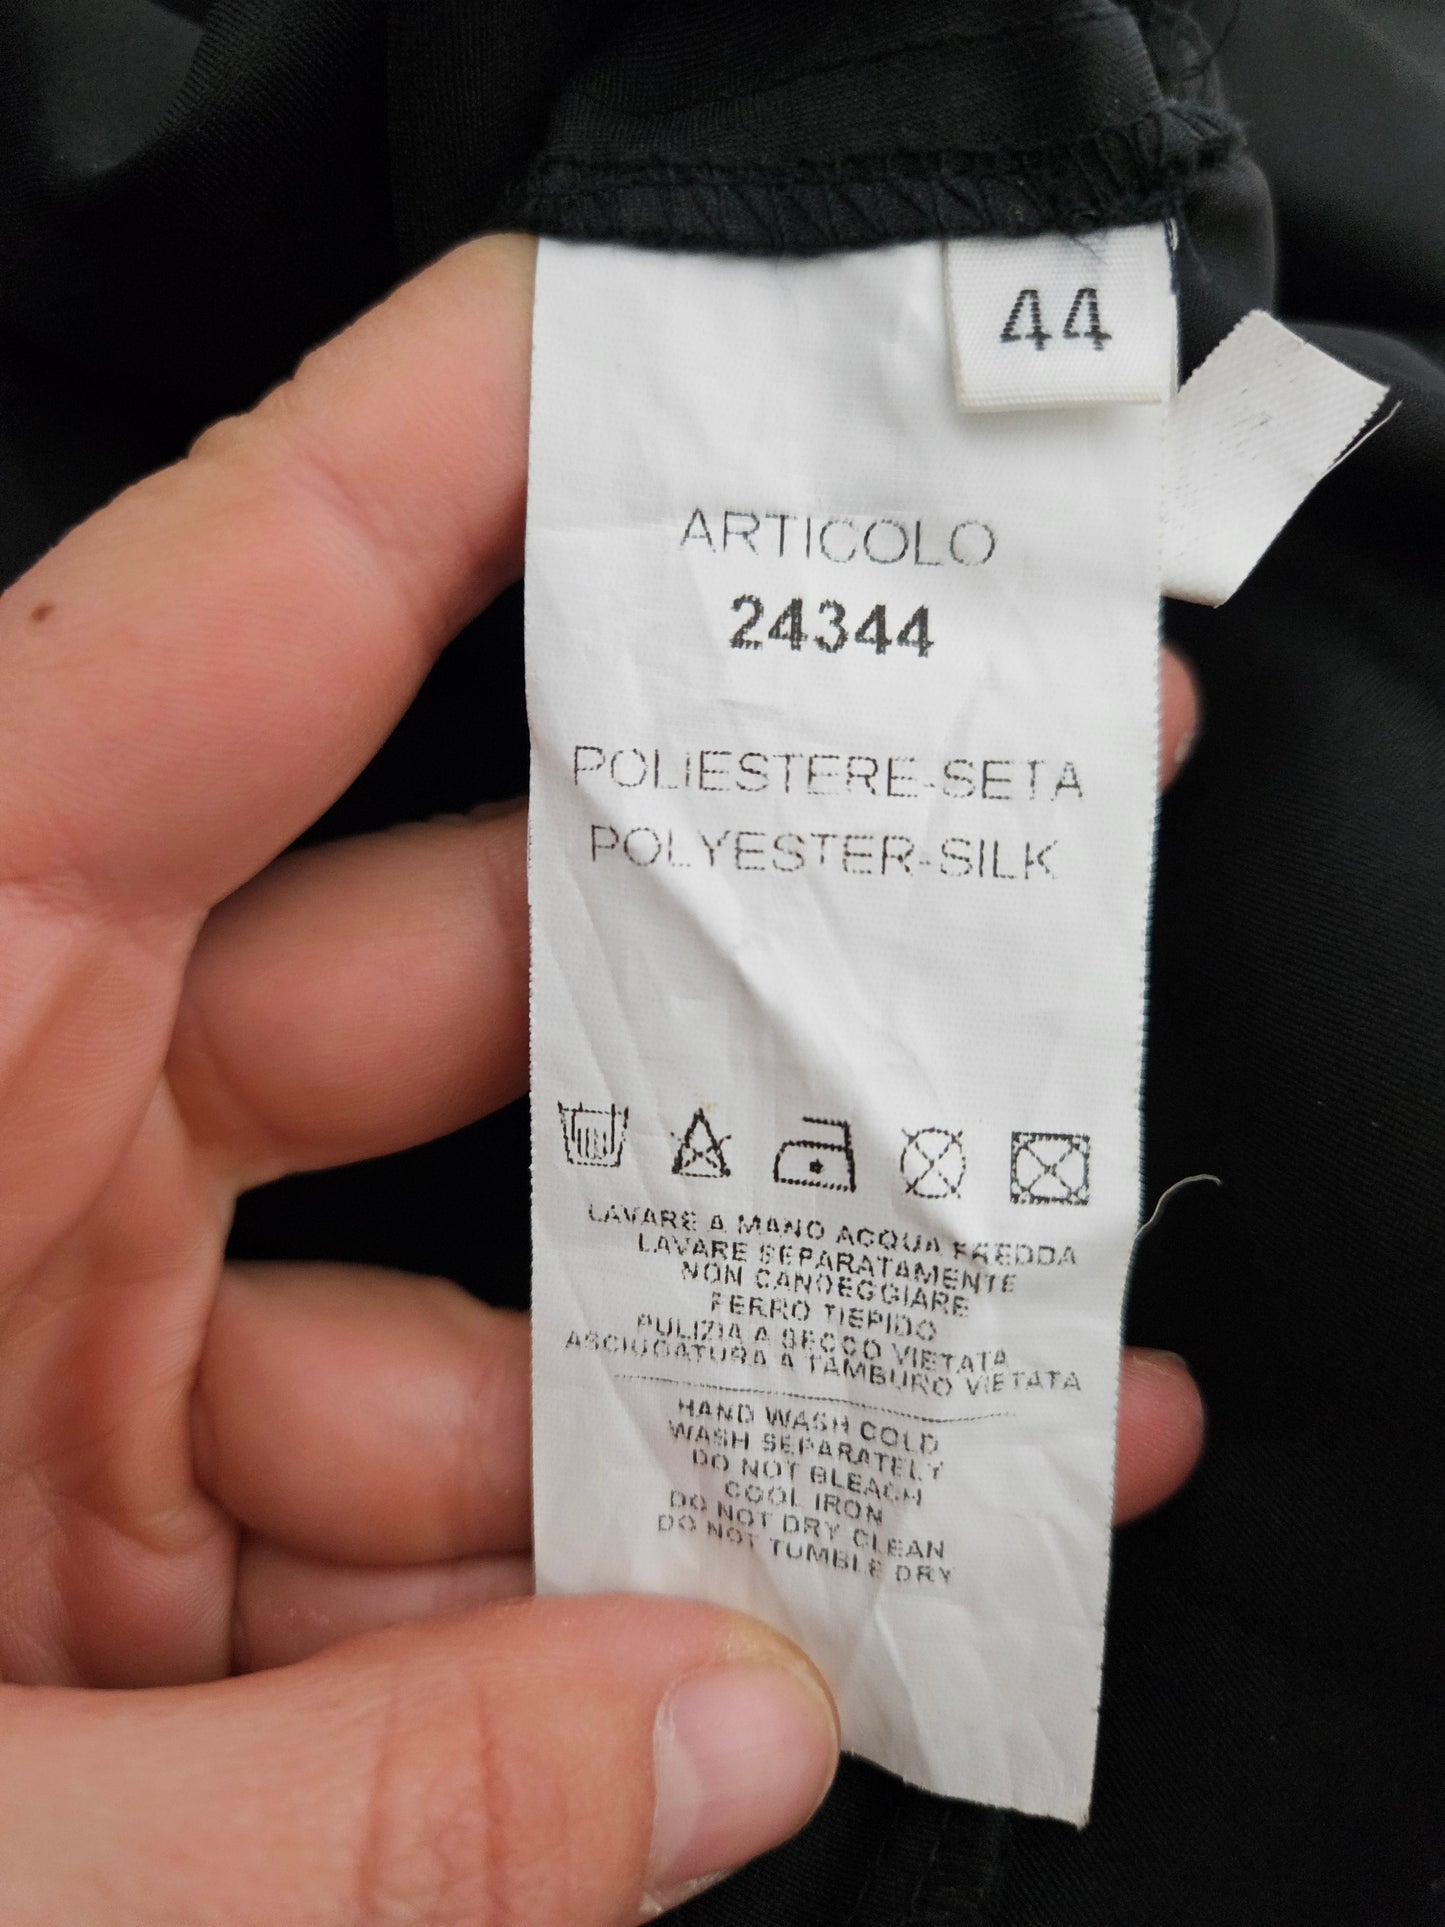 44
ARTICOLO
24344
POLIESTERE-SETA
POLYESTER-SILK
LAVARE A MANO ACQUA FREDDA
LAVARE SEPARATAMENTE
NON CANDEGGIARE
FERRO TIEPIDO
PULIZIA A SECCO VIETATA
ASCIUGATURA A TAMBURO VIETATA
HAND WASH COLD
WASH SEPARATELY
DO NOT BLEACH
COOL IRON
DO NOT DRY CLEAN
DO NOT TUMBLE DRY